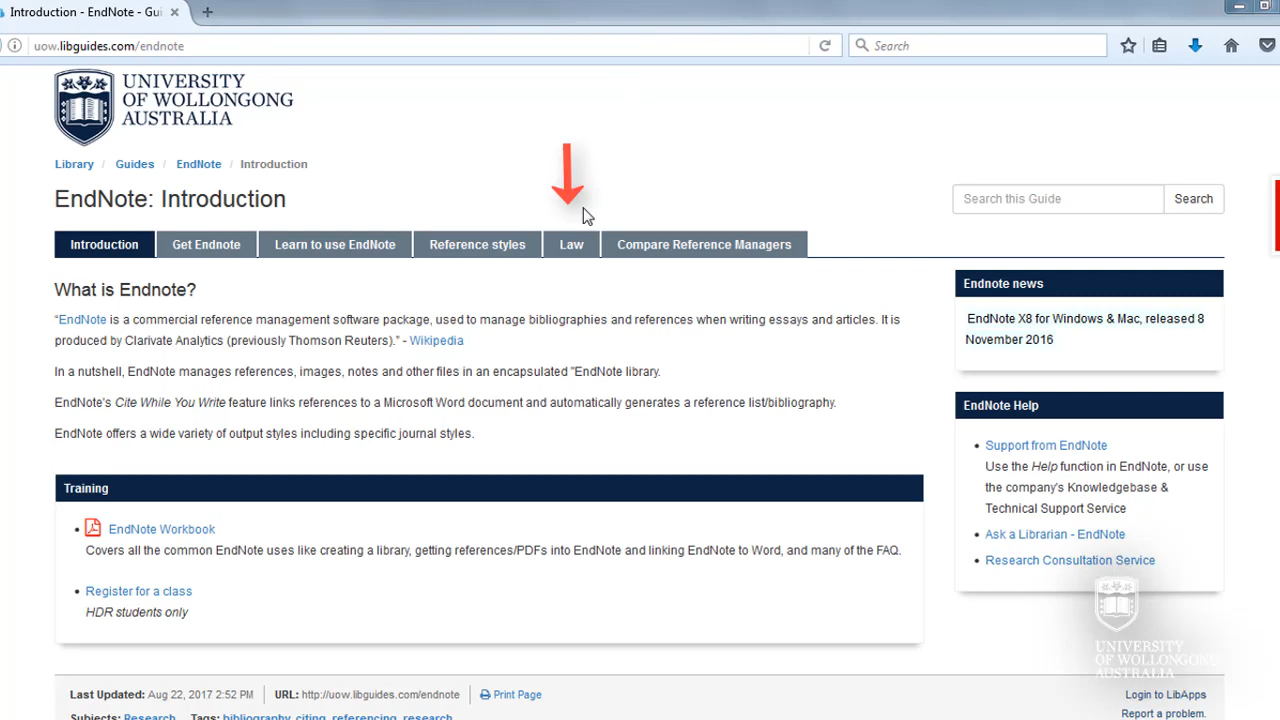 Introduction - EndNote - Gui
uow.libguides.com/endnote
Search
UNIVERSITY
OF WOLLONGONG
AUSTRALIA
Library / Guides / EndNote / Introduction
EndNote: Introduction
Search this Guide
Search
Introduction
Get Endnote
Learn to use EndNote
Reference styles
Law
Compare Reference Managers
What is Endnote?
“EndNote is a commercial reference management software package, used to manage bibliographies and references when writing essays and articles. It is
produced by Clarivate Analytics (previously Thomson Reuters).” - Wikipedia
In a nutshell, EndNote manages references, images, notes and other files in an encapsulated "EndNote library.
EndNote's Cite While You Write feature links references to a Microsoft Word document and automatically generates a reference list/bibliography.
EndNote offers a wide variety of output styles including specific journal styles.
Training
• EndNote Workbook
Covers all the common EndNote uses like creating a library, getting references/PDFs into EndNote and linking EndNote to Word, and many of the FAQ.
• Register for a class
HDR students only
Endnote news
EndNote X8 for Windows & Mac, released 8
November 2016
EndNote Help
• Support from EndNote
Use the Help function in EndNote, or use
the company's Knowledgebase &
Technical Support Service
• Ask a Librarian - EndNote
• Research Consultation Service
UNIVERSITY
OF WOLLONGONG
AUSTRALIA
Last Updated: Aug 22, 2017 2:52 PM
URL: http://uow.libguides.com/endnote
Print Page
Login to LibApps
Subjects: Research
Tags: bibliography, citing, referencing, research
Report a problem.